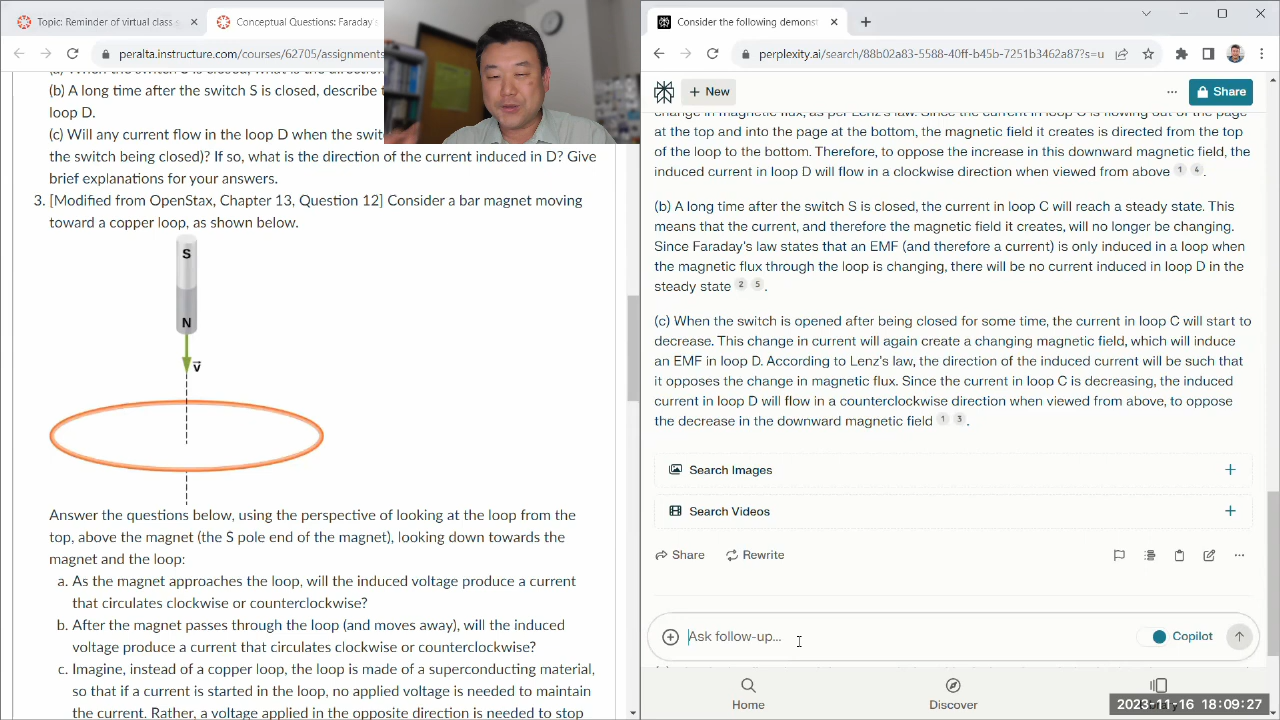 Topic: Reminder of virtual class s
Conceptual Questions: Faraday's
peralta.instructure.com/courses/62705/assignments
(b) A long time after the switch S is closed, describe t
loop D.
(c) Will any current flow in the loop D when the swit
the switch being closed)? If so, what is the direction of the current induced in D? Give
brief explanations for your answers.
3. [Modified from OpenStax, Chapter 13, Question 12] Consider a bar magnet moving
toward a copper loop, as shown below.
S
N
v
Answer the questions below, using the perspective of looking at the loop from the
top, above the magnet (the S pole end of the magnet), looking down towards the
magnet and the loop:
a. As the magnet approaches the loop, will the induced voltage produce a current
that circulates clockwise or counterclockwise?
b. After the magnet passes through the loop (and moves away), will the induced
voltage produce a current that circulates clockwise or counterclockwise?
c. Imagine, instead of a copper loop, the loop is made of a superconducting material,
so that if a current is started in the loop, no applied voltage is needed to maintain
the current. Rather, a voltage applied in the opposite direction is needed to stop
Consider the following demonst
perplexity.ai/search/88b02a83-5588-40ff-b45b-7251b3462a87?s=u
New
Share
at the top and into the page at the bottom, the magnetic field it creates is directed from the top
of the loop to the bottom. Therefore, to oppose the increase in this downward magnetic field, the
induced current in loop D will flow in a clockwise direction when viewed from above 1 4 .
(b) A long time after the switch S is closed, the current in loop C will reach a steady state. This
means that the current, and therefore the magnetic field it creates, will no longer be changing.
Since Faraday's law states that an EMF (and therefore a current) is only induced in a loop when
the magnetic flux through the loop is changing, there will be no current induced in loop D in the
steady state 2 5 .
(c) When the switch is opened after being closed for some time, the current in loop C will start to
decrease. This change in current will again create a changing magnetic field, which will induce
an EMF in loop D. According to Lenz's law, the direction of the induced current will be such that
it opposes the change in magnetic flux. Since the current in loop C is decreasing, the induced
current in loop D will flow in a counterclockwise direction when viewed from above, to oppose
the decrease in the downward magnetic field 1 3 .
Search Images
Search Videos
Share Rewrite
Ask follow-up...
Copilot
Home
Discover
2023-11-16 18:09:27